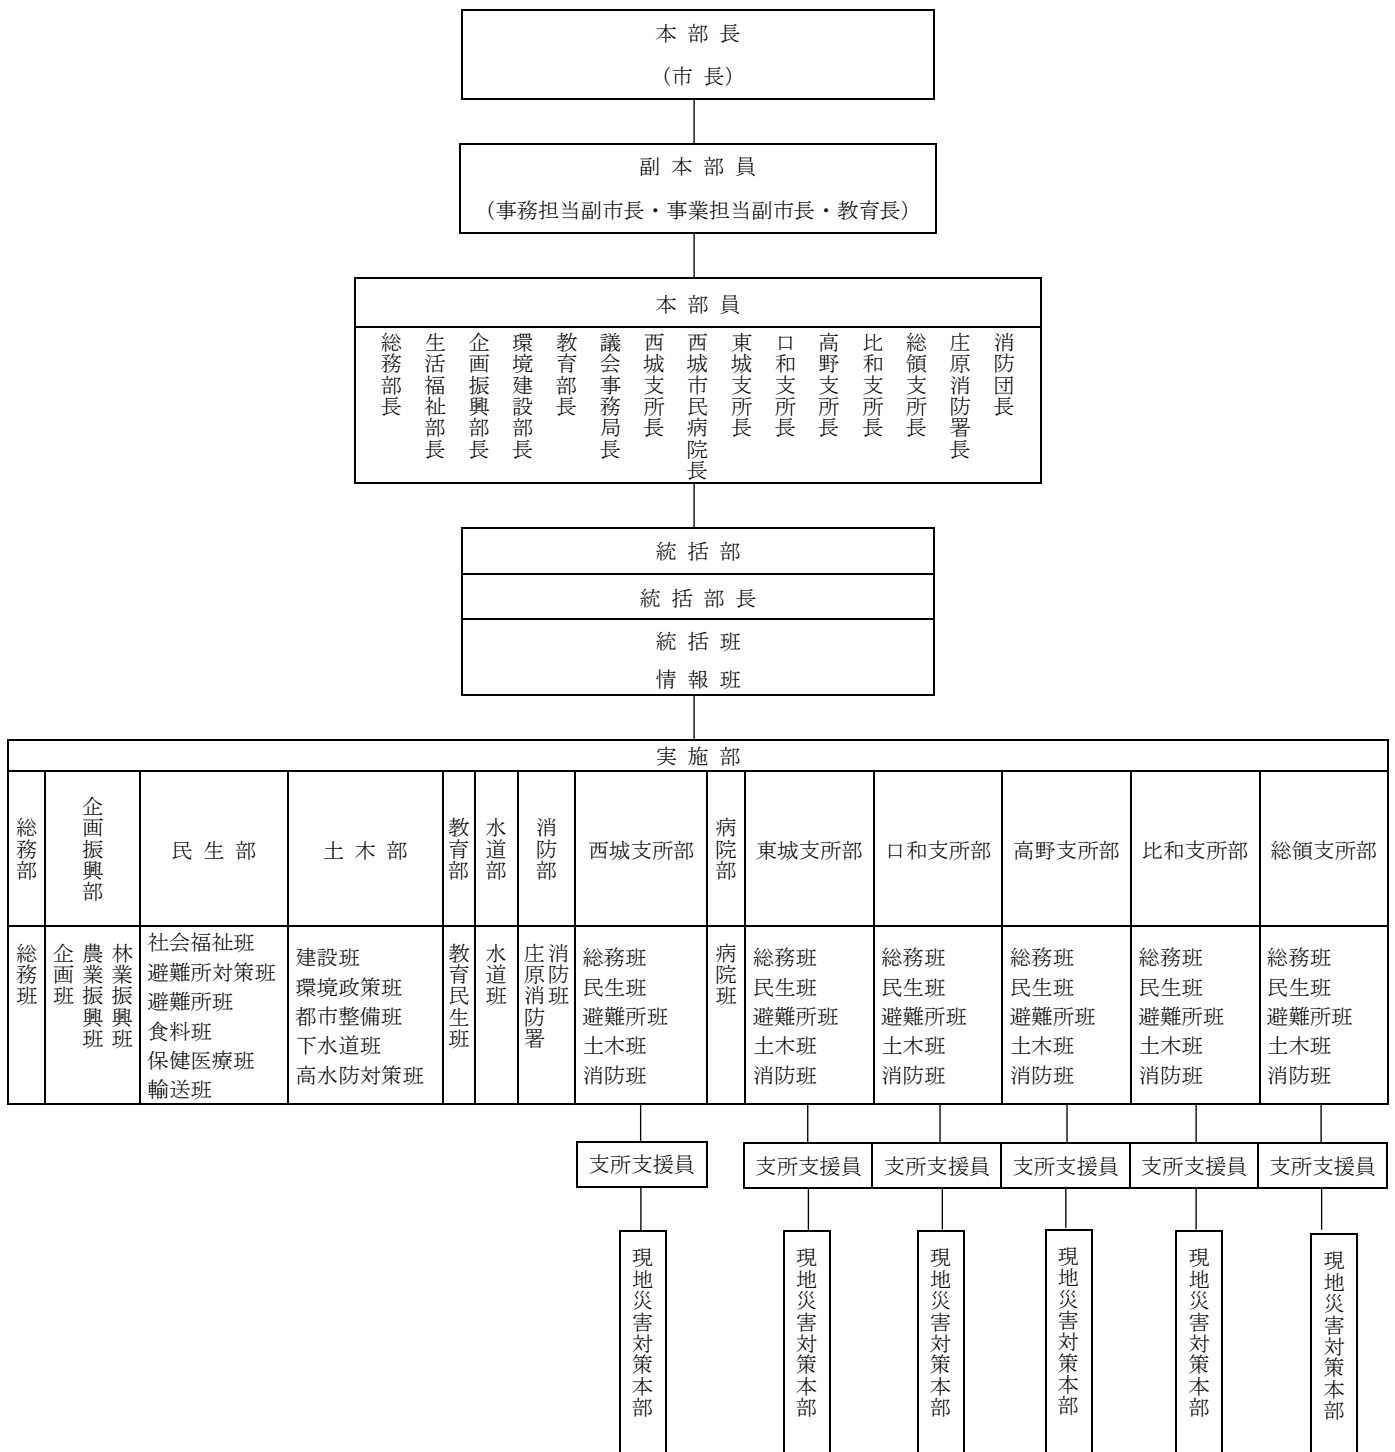 本部長
（市長）
副本部員
（事務担当副市長・事業担当副市長・教育長）
本部員
総務部長
生活福祉部長
企画振興部長
環境建設部長
教育部長
議会事務局長
西城支所長
西城市民病院長
東城支所長
口和支所長
高野支所長
比和支所長
総領支所長
庄原消防署長
消防団長
統括部
統括部長
統括班
情報班
実施部
総務部
企画振興部
民生部
土木部
教育部
水道部
消防部
西城支所部
病院部
東城支所部
口和支所部
高野支所部
比和支所部
総領支所部
総務班
企画班
農業振興班
林業振興班
社会福祉班
避難所対策班
避難所班
食料班
保健医療班
輸送班
建設班
環境政策班
都市整備班
下水道班
高水防対策班
教育民生班
水道班
庄原消防署
消防班
総務班
民生班
避難所班
土木班
消防班
病院班
総務班
民生班
避難所班
土木班
消防班
総務班
民生班
避難所班
土木班
消防班
総務班
民生班
避難所班
土木班
消防班
総務班
民生班
避難所班
土木班
消防班
総務班
民生班
避難所班
土木班
消防班
支所支援員
支所支援員
支所支援員
支所支援員
支所支援員
支所支援員
現地災害対策本部
現地災害対策本部
現地災害対策本部
現地災害対策本部
現地災害対策本部
現地災害対策本部